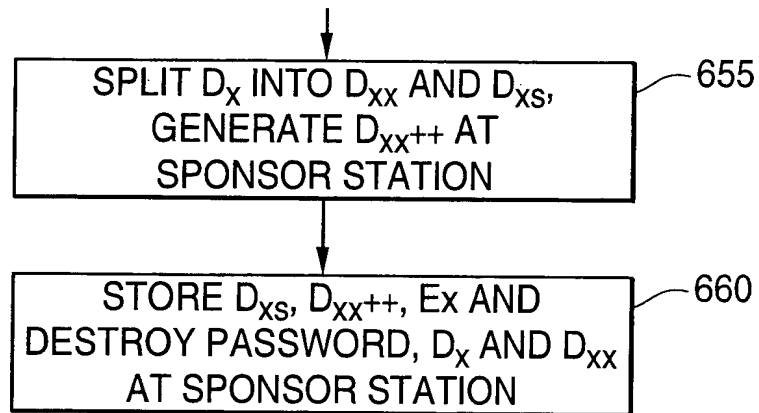 SPLIT DX INTO DXX AND DXS,
GENERATE DXX++ AT
SPONSOR STATION
655
STORE DXS, DXX++, Ex AND
DESTROY PASSWORD, DX AND DXX
AT SPONSOR STATION
660